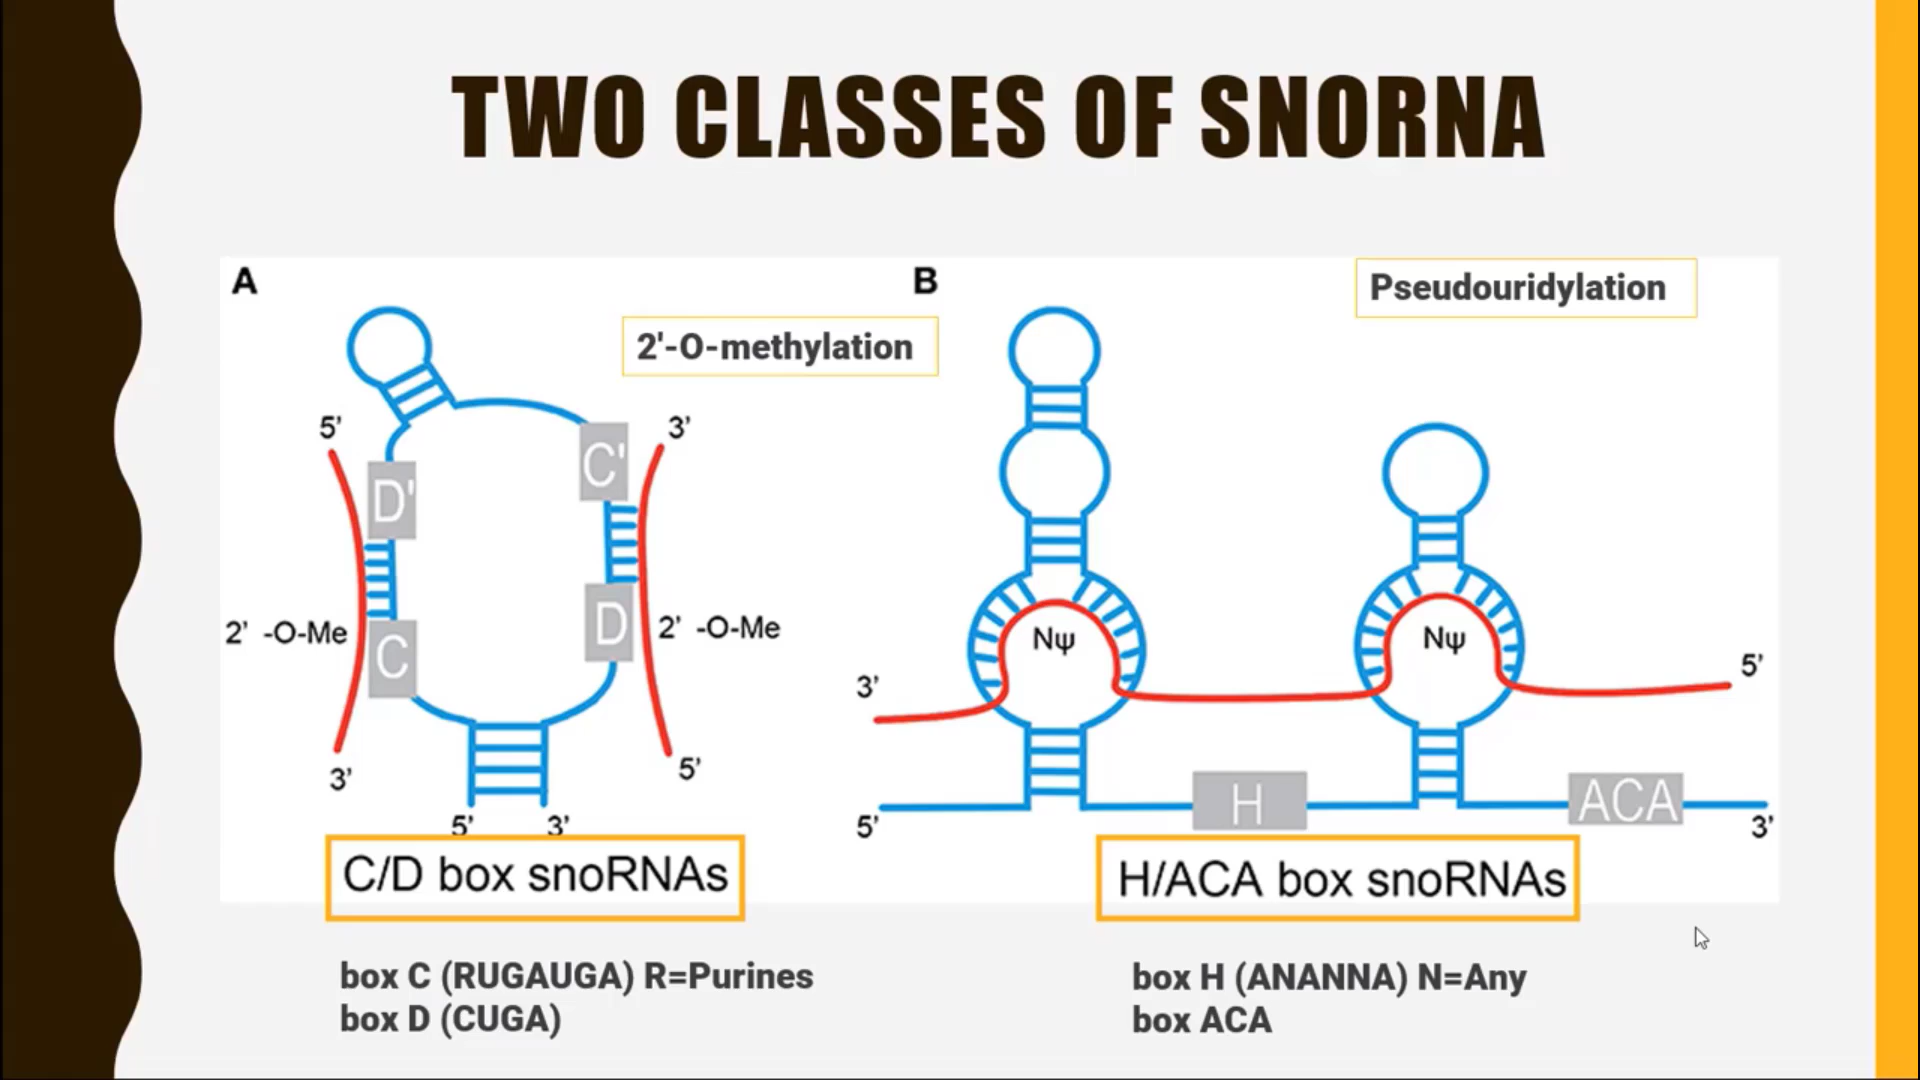 TWO CLASSES OF SNORNA
A
2'-O-methylation
5’
3’
D'
C'
2’ -O-Me
C
D
2’ -O-Me
3’
5’
5’ 3’
C/D box snoRNAs
box C (RUGAUGA) R=Purines
box D (CUGA)
B
Pseudouridylation
Nψ
Nψ
3’
5’
5’
H
ACA
3’
H/ACA box snoRNAs
box H (ANANNA) N=Any
box ACA